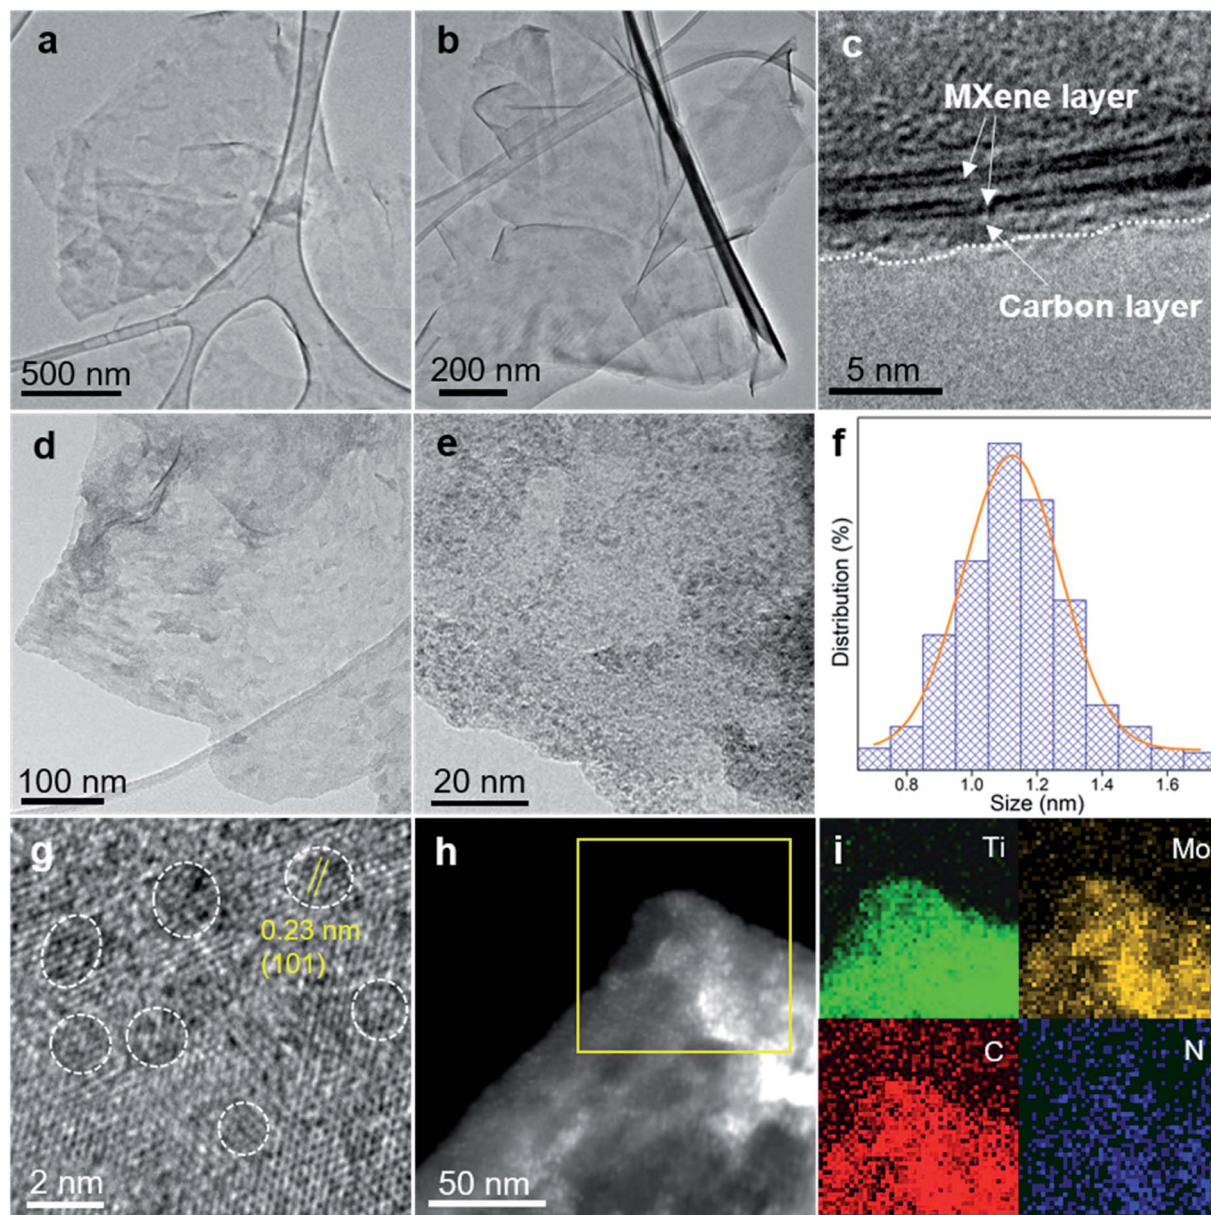 a
500 nm
b
200 nm
c
MXene layer
Carbon layer
5 nm
d
100 nm
e
20 nm
f
Distribution (%)
0.8 1.0 1.2 1.4 1.6
Size (nm)
g
0.23 nm
(101)
2 nm
h
50 nm
i
Ti
Mo
C
N